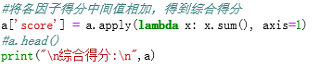 #将各因子得分中间值相加，得到综合得分
a['score'] = a.apply(lambda x: x.sum(), axis=1)
#a.head()
print("\n综合得分:\n",a)